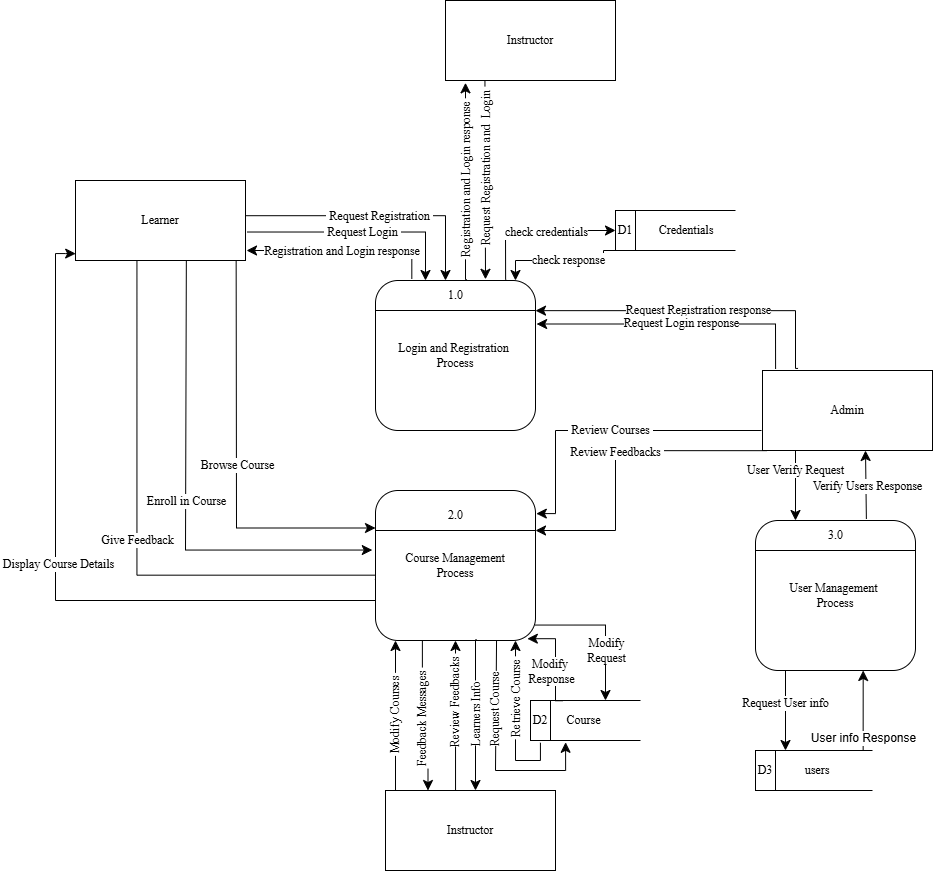 Instructor
Registration and Login response
Request Registration and  Login
Learner
Request Registration
Request Login
Registration and Login response
check credentials
D1
Credentials
check response
1.0
Login and Registration
Process
Request Registration response
Request Login response
Admin
Review Courses
Review Feedbacks
User Verify Request
Verify Users Response
Browse Course
Enroll in Course
Give Feedback
Display Course Details
2.0
Course Management
Process
3.0
User Management
Process
Modify Courses
Feedback Messages
Review Feedbacks
Learners Info
Request Course
Retrieve Course
Modify
Response
Modify
Request
D2
Course
Request User info
User info Response
D3
users
Instructor